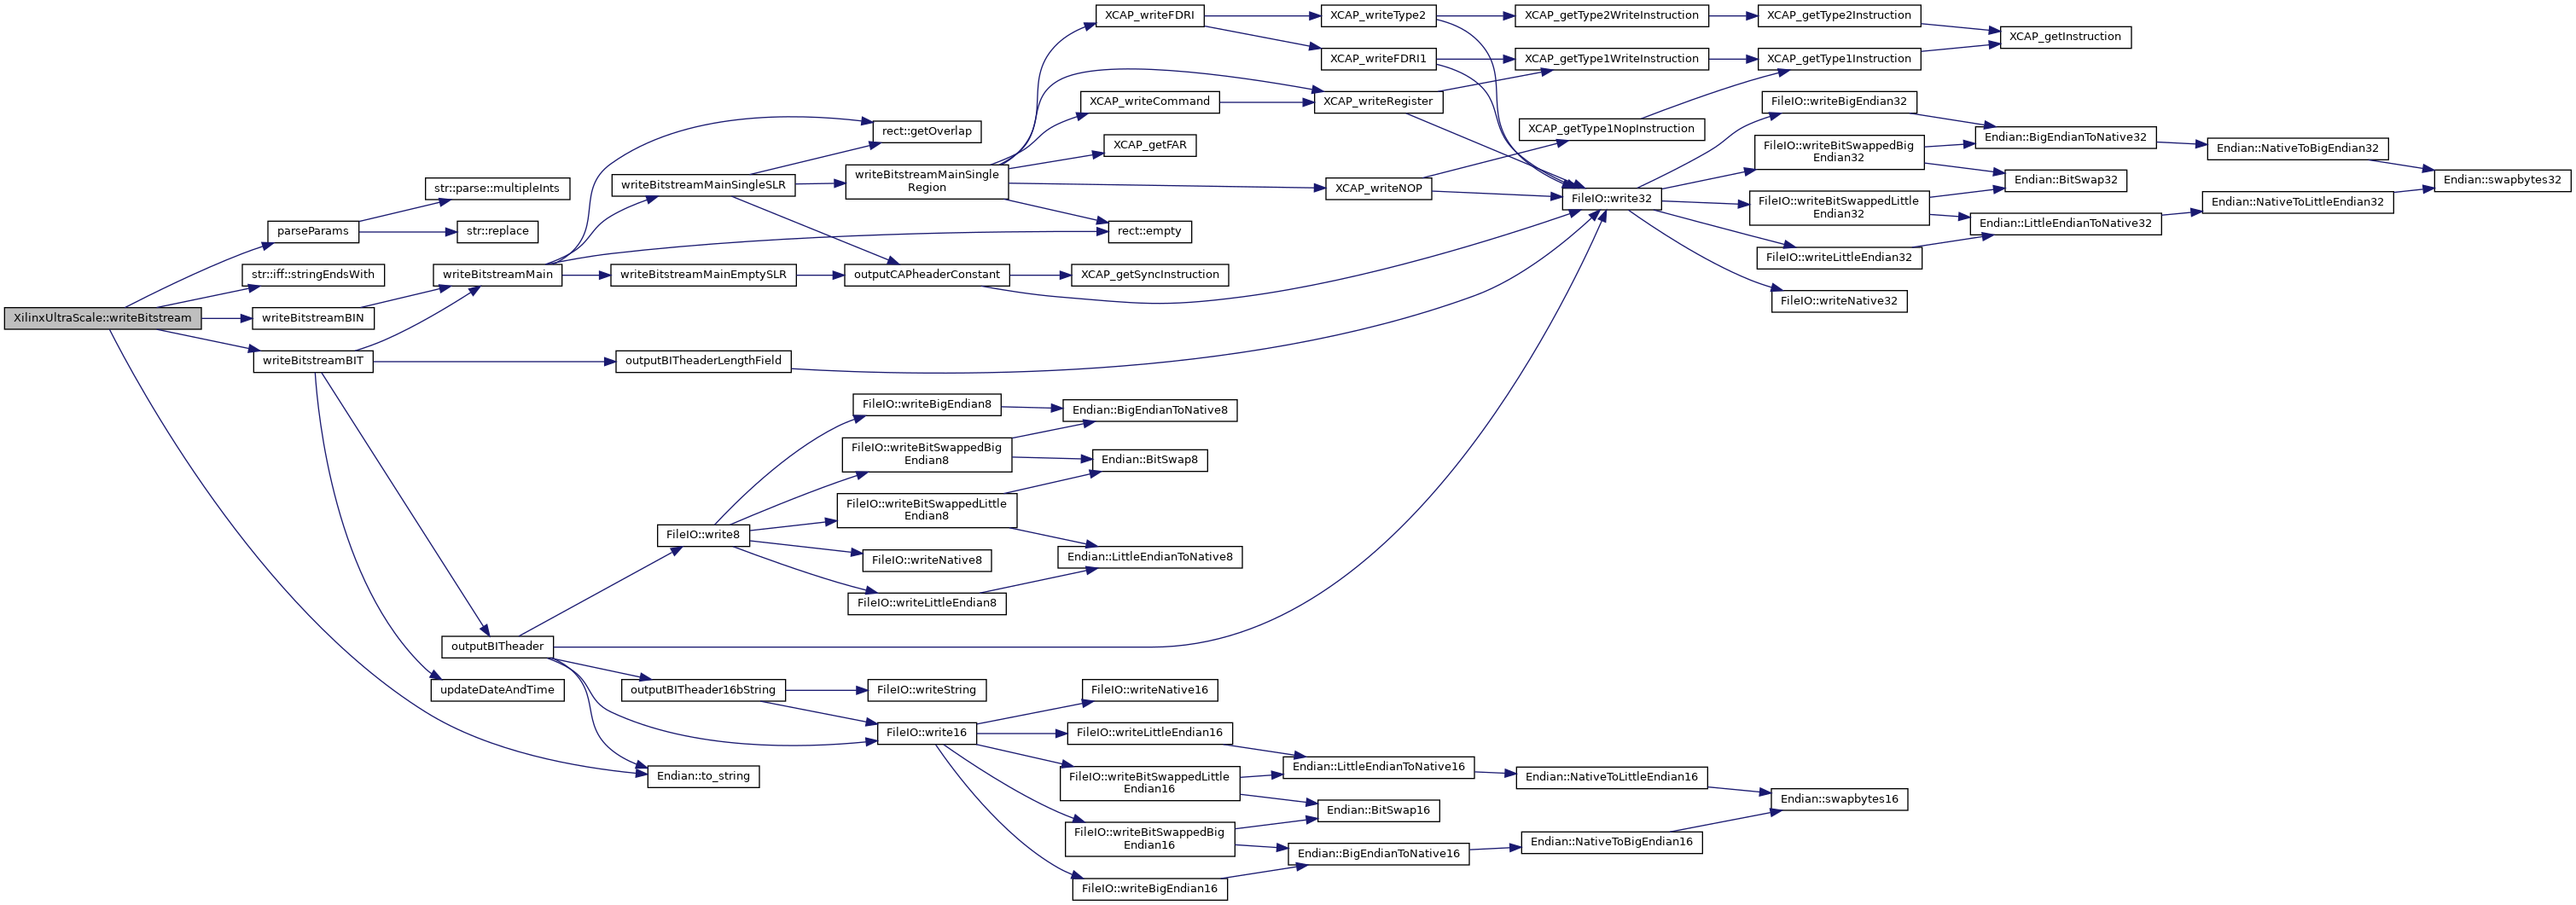 XilinxUltraScale::writeBitstream
parseParams
str::iff::stringEndsWith
writeBitstreamBIN
writeBitstreamBIT
str::parse::multipleInts
str::replace
writeBitstreamMain
outputBITheader
updateDateAndTime
writeBitstreamMainSingleSLR
writeBitstreamMainEmptySLR
outputBITheaderLengthField
FileIO::write8
outputBITheader16bString
Endian::to_string
rect::getOverlap
writeBitstreamMainSingle
Region
outputCAPheaderConstant
FileIO::writeBigEndian8
FileIO::writeBitSwappedBig
Endian8
FileIO::writeBitSwappedLittle
Endian8
FileIO::writeNative8
FileIO::writeLittleEndian8
FileIO::writeString
FileIO::write16
XCAP_writeFDRI
XCAP_writeCommand
XCAP_getFAR
rect::empty
XCAP_getSyncInstruction
Endian::BigEndianToNative8
Endian::BitSwap8
Endian::LittleEndianToNative8
FileIO::writeNative16
FileIO::writeLittleEndian16
FileIO::writeBitSwappedLittle
Endian16
FileIO::writeBitSwappedBig
Endian16
FileIO::writeBigEndian16
XCAP_writeType2
XCAP_writeFDRI1
XCAP_writeRegister
XCAP_writeNOP
Endian::LittleEndianToNative16
Endian::BitSwap16
Endian::BigEndianToNative16
XCAP_getType2WriteInstruction
XCAP_getType1WriteInstruction
XCAP_getType1NopInstruction
FileIO::write32
Endian::NativeToLittleEndian16
Endian::NativeToBigEndian16
XCAP_getType2Instruction
XCAP_getType1Instruction
FileIO::writeBigEndian32
FileIO::writeBitSwappedBig
Endian32
FileIO::writeBitSwappedLittle
Endian32
FileIO::writeLittleEndian32
FileIO::writeNative32
Endian::swapbytes16
XCAP_getInstruction
Endian::BigEndianToNative32
Endian::BitSwap32
Endian::LittleEndianToNative32
Endian::NativeToBigEndian32
Endian::NativeToLittleEndian32
Endian::swapbytes32